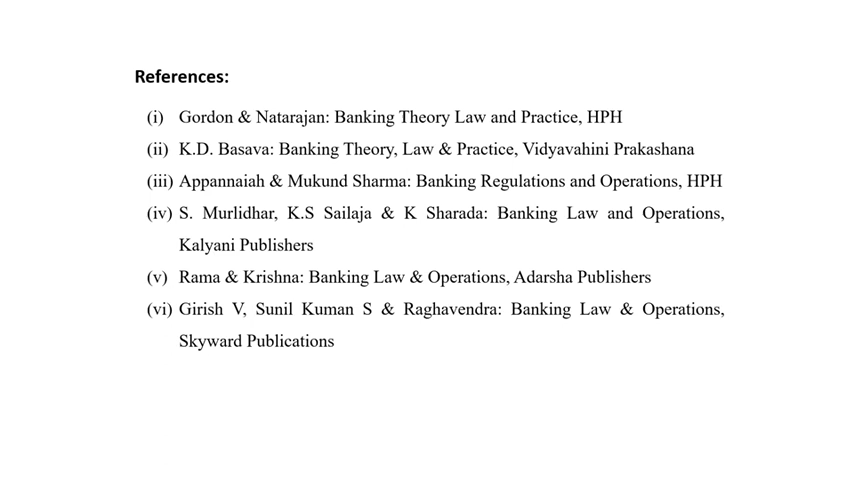 References:
(i) Gordon & Natarajan: Banking Theory Law and Practice, HPH
(ii) K.D. Basava: Banking Theory, Law & Practice, Vidyavahini Prakashana
(iii) Appannaiah & Mukund Sharma: Banking Regulations and Operations, HPH
(iv) S. Murlidhar, K.S Sailaja & K Sharada: Banking Law and Operations,
Kalyani Publishers
(v) Rama & Krishna: Banking Law & Operations, Adarsha Publishers
(vi) Girish V, Sunil Kuman S & Raghavendra: Banking Law & Operations,
Skyward Publications